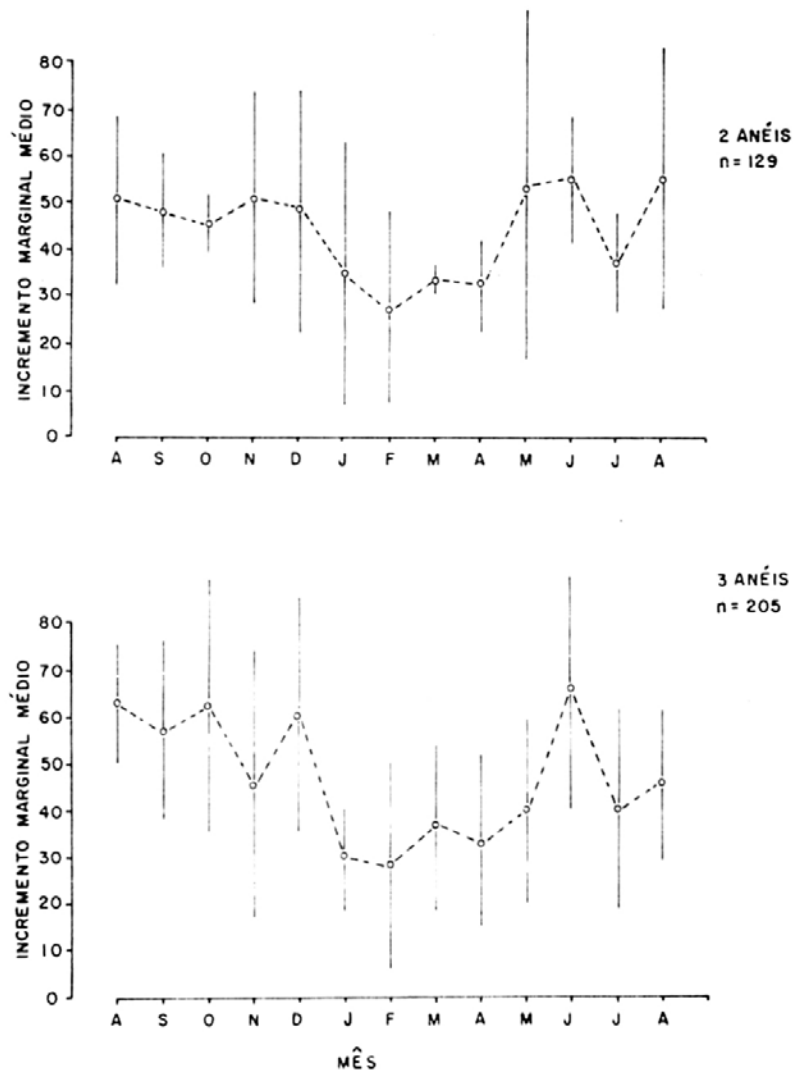 INCREMENTO MARGINAL MÉDIO
80
70
60
50
40
30
20
10
0
A S O N D J F M A M J J A
2 ANÉIS
n= 129
INCREMENTO MARGINAL MÉDIO
80
70
60
50
40
30
20
10
0
A S O N D J F M A M J J A
3 ANÉIS
n= 205
MÊS